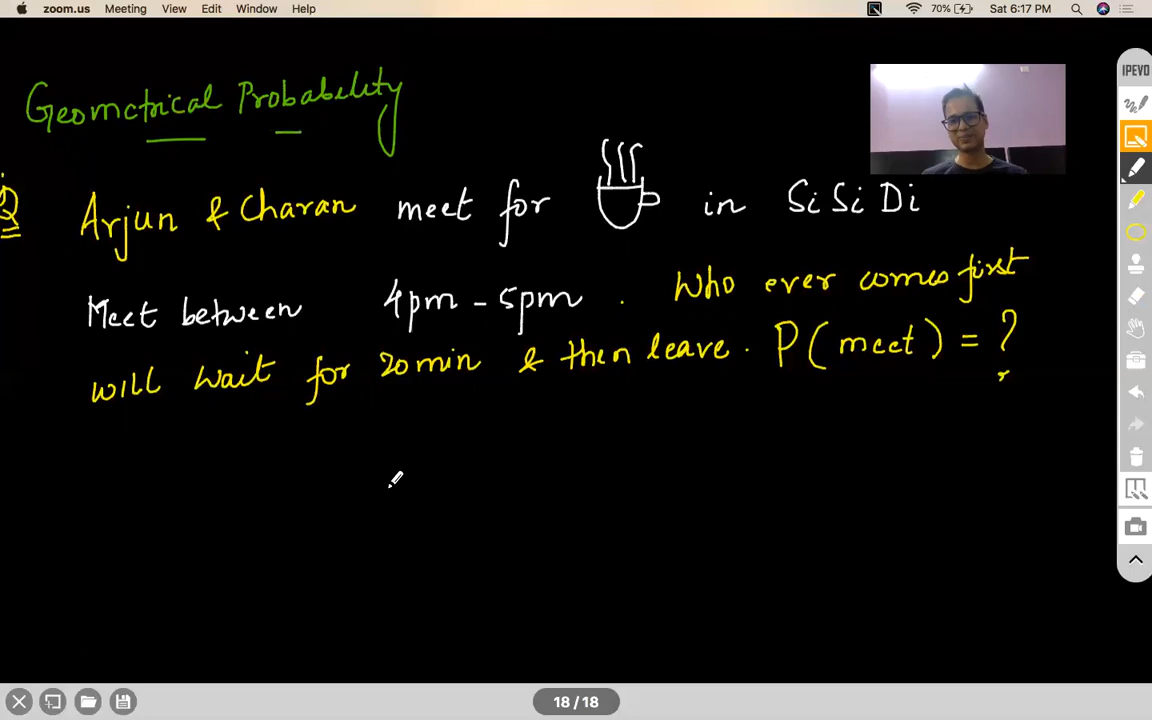 zoom.us Meeting View Edit Window Help 70% Sat 6:17 PM
IPEVO
Geometrical Probability
Q Arjun & Charan meet for in Si Si Di
Meet between 4pm - 5pm . Who ever comes first
will wait for 20 min & then leave. P(meet) = ?
18 / 18